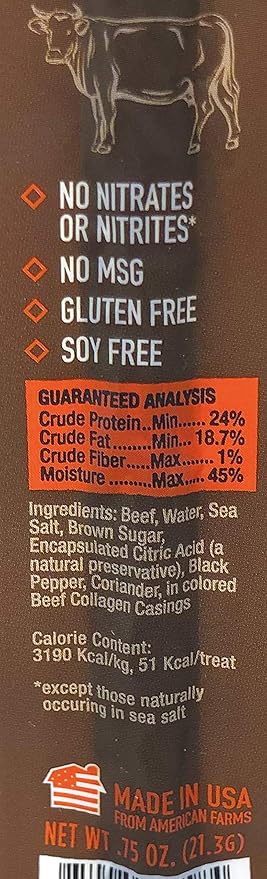 NO NITRATES
OR NITRITES*
NO MSG
GLUTEN FREE
SOY FREE
GUARANTEED ANALYSIS
Crude Protein..Min...... 24%
Crude Fat.......Min... 18.7%
Crude Fiber.....Max....... 1%
Moisture .........Max..... 45%
Ingredients: Beef, Water, Sea
Salt, Brown Sugar,
Encapsulated Citric Acid (a
natural preservative), Black
Pepper, Coriander, in colored
Beef Collagen Casings
Calorie Content:
3190 Kcal/kg, 51 Kcal/treat
*except those naturally
occuring in sea salt
MADE IN USA
FROM AMERICAN FARMS
NET WT .75 OZ. (21.3G)